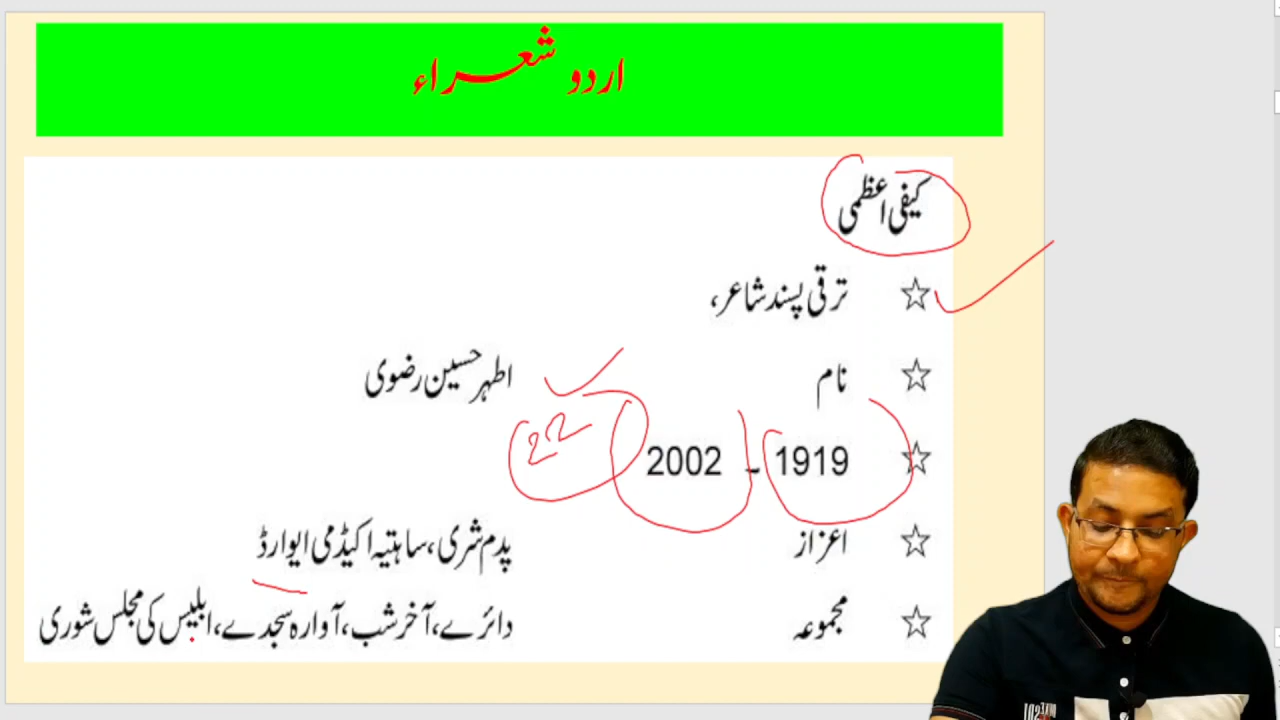 اردو شعراء
کیفی اعظمی
☆ ترقی پسند شاعر،
☆ نام اطہر حسین رضوی
☆ 1919 - 2002 22
☆ اعزاز پدم شری، ساہتیہ اکیڈمی ایوارڈ
☆ مجموعہ دائرے، آخر شب، آوارہ سجدے، ابلیس کی مجلس شوری